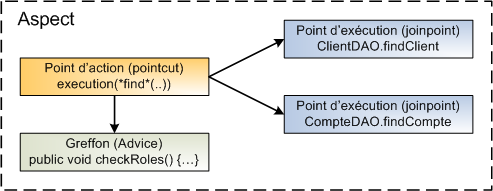 Aspect
Point d'exécution (joinpoint)
ClientDAO.findClient
Point d'action (pointcut)
execution(*find*(..))
Point d'exécution (joinpoint)
CompteDAO.findCompte
Greffon (Advice)
public void checkRoles() {…}